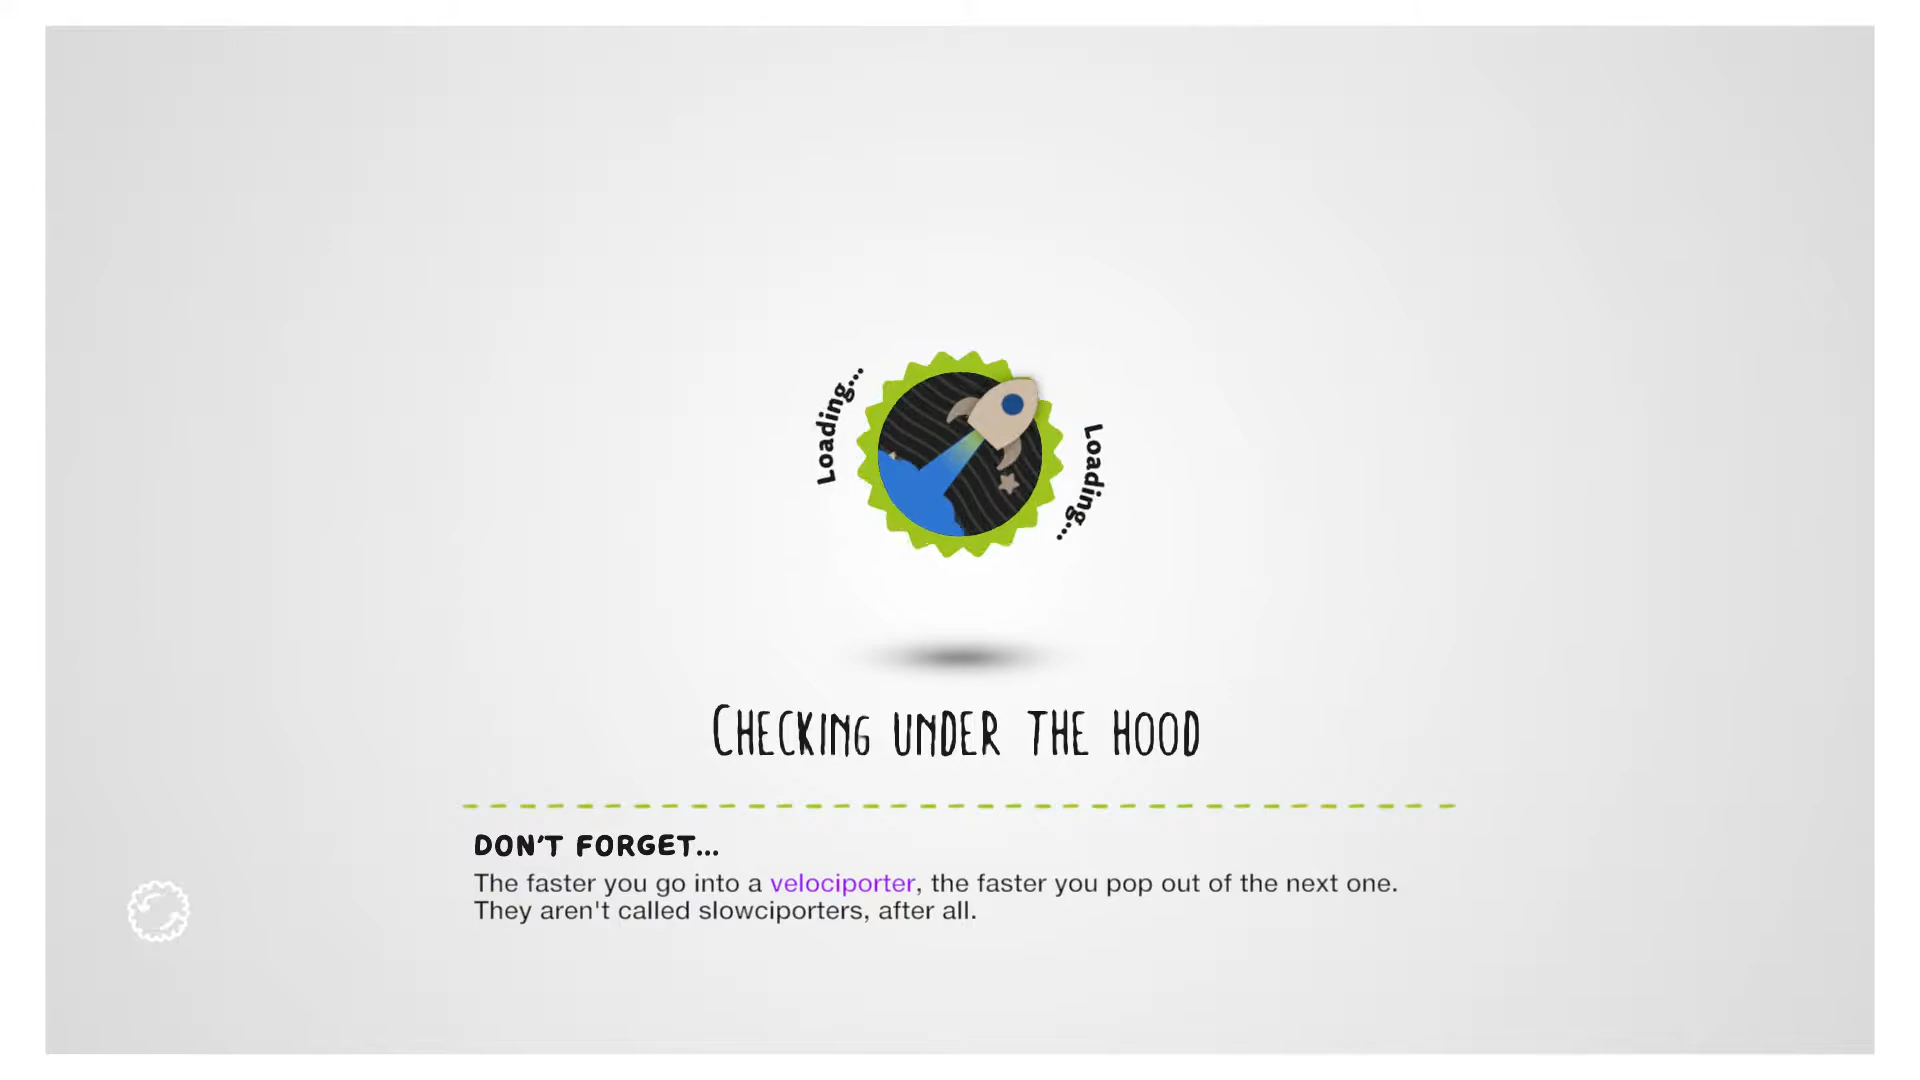 Loading...
Loading...
Checking under the hood
DON'T FORGET...
The faster you go into a velociporter, the faster you pop out of the next one.
They aren't called slowciporters, after all.